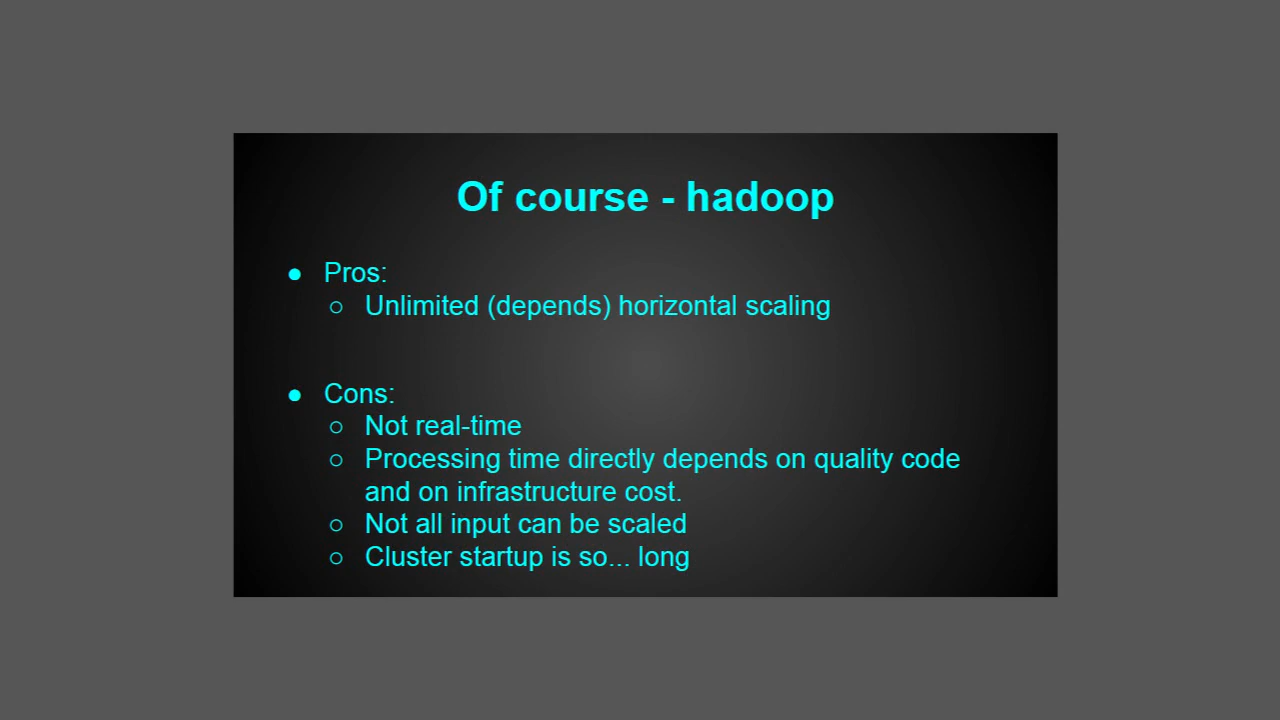 Of course - hadoop
● Pros:
○ Unlimited (depends) horizontal scaling
● Cons:
○ Not real-time
○ Processing time directly depends on quality code
and on infrastructure cost.
○ Not all input can be scaled
○ Cluster startup is so... long